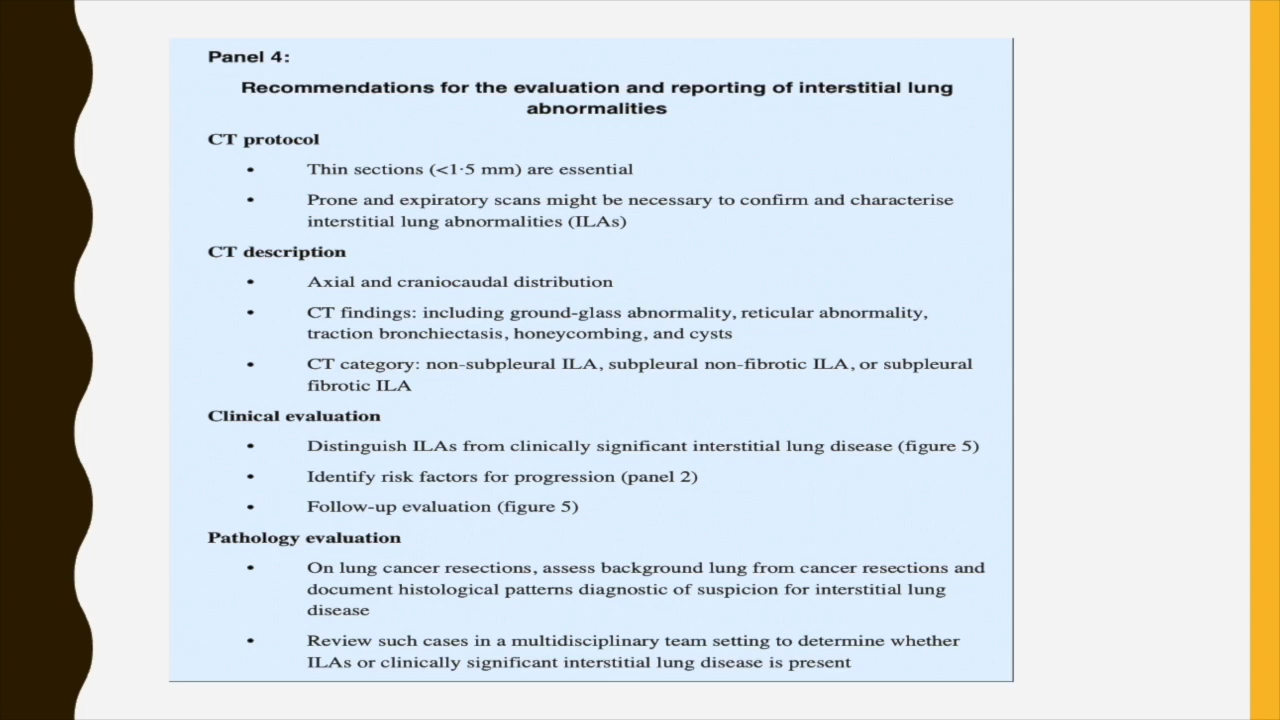 Panel 4:
Recommendations for the evaluation and reporting of interstitial lung
abnormalities
CT protocol
• Thin sections (<1·5 mm) are essential
• Prone and expiratory scans might be necessary to confirm and characterise
interstitial lung abnormalities (ILAs)
CT description
• Axial and craniocaudal distribution
• CT findings: including ground-glass abnormality, reticular abnormality,
traction bronchiectasis, honeycombing, and cysts
• CT category: non-subpleural ILA, subpleural non-fibrotic ILA, or subpleural
fibrotic ILA
Clinical evaluation
• Distinguish ILAs from clinically significant interstitial lung disease (figure 5)
• Identify risk factors for progression (panel 2)
• Follow-up evaluation (figure 5)
Pathology evaluation
• On lung cancer resections, assess background lung from cancer resections and
document histological patterns diagnostic of suspicion for interstitial lung
disease
• Review such cases in a multidisciplinary team setting to determine whether
ILAs or clinically significant interstitial lung disease is present